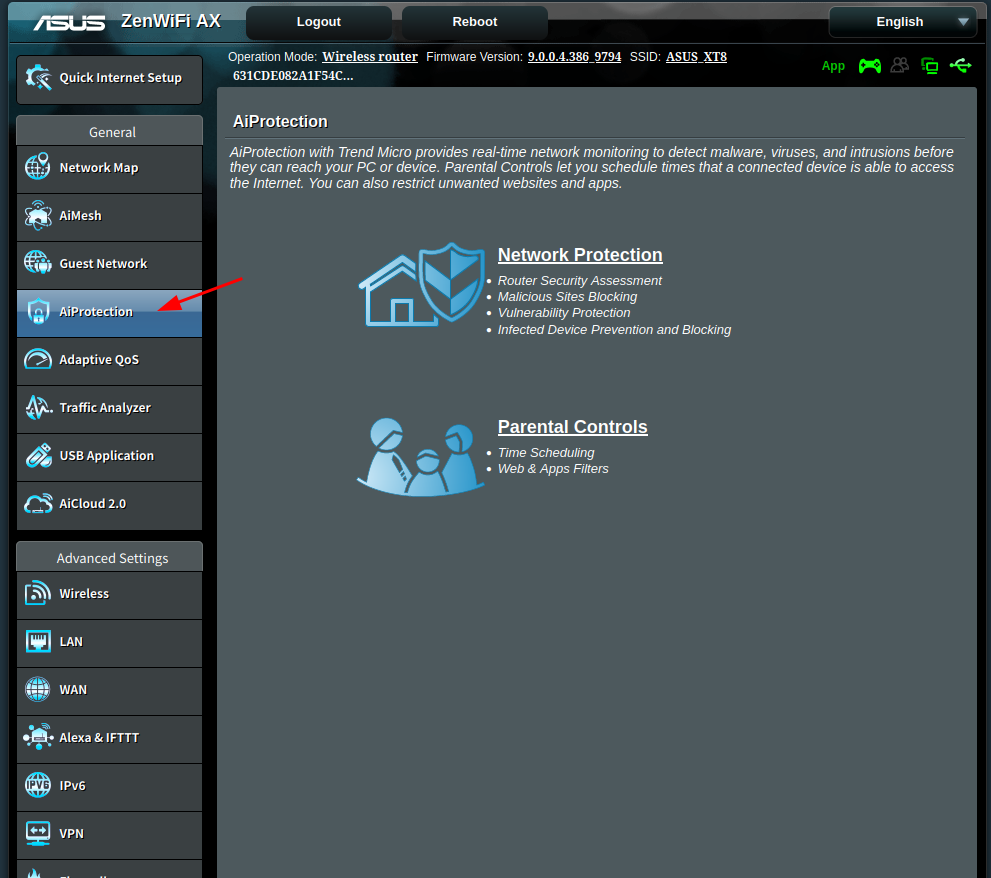 ASUS ZenWiFi AX Logout Reboot English
Operation Mode: Wireless router Firmware Version: 9.0.0.4.386_9794 SSID: ASUS_XT8
631CDE082A1F54C...
App
Quick Internet Setup
General
Network Map
AiMesh
Guest Network
AiProtection
Adaptive QoS
Traffic Analyzer
USB Application
AiCloud 2.0
Advanced Settings
Wireless
LAN
WAN
Alexa & IFTTT
IPv6
VPN
AiProtection
AiProtection with Trend Micro provides real-time network monitoring to detect malware, viruses, and intrusions before
they can reach your PC or device. Parental Controls let you schedule times that a connected device is able to access
the Internet. You can also restrict unwanted websites and apps.
Network Protection
• Router Security Assessment
• Malicious Sites Blocking
• Vulnerability Protection
• Infected Device Prevention and Blocking
Parental Controls
• Time Scheduling
• Web & Apps Filters